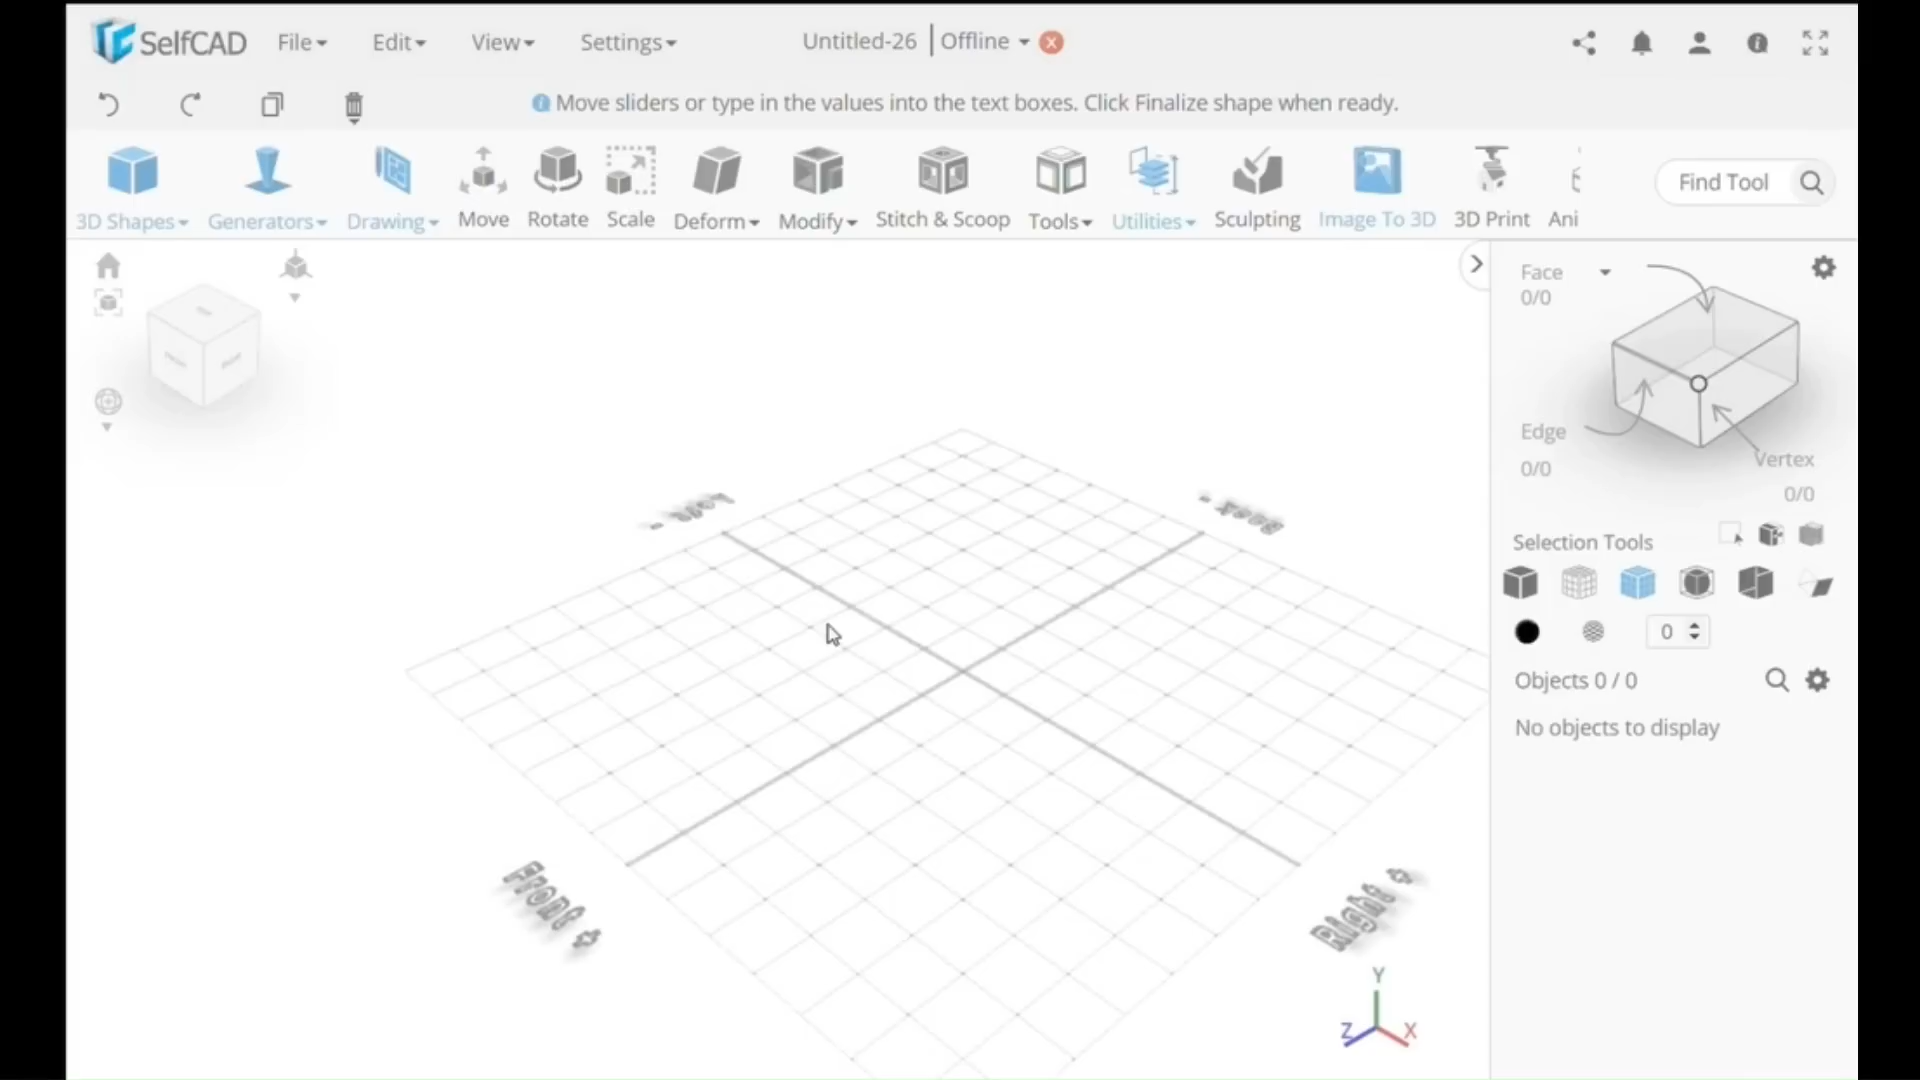 SelfCAD File Edit View Settings Untitled-26 Offline
Move sliders or type in the values into the text boxes. Click Finalize shape when ready.
3D Shapes Generators Drawing Move Rotate Scale Deform Modify Stitch & Scoop Tools Utilities Sculpting Image To 3D 3D Print Ani
Find Tool
Face
0/0
Edge
0/0
Vertex
0/0
Selection Tools
0
Objects 0 / 0
No objects to display
- Left
- Back
Front +
Right +
Y
Z
X